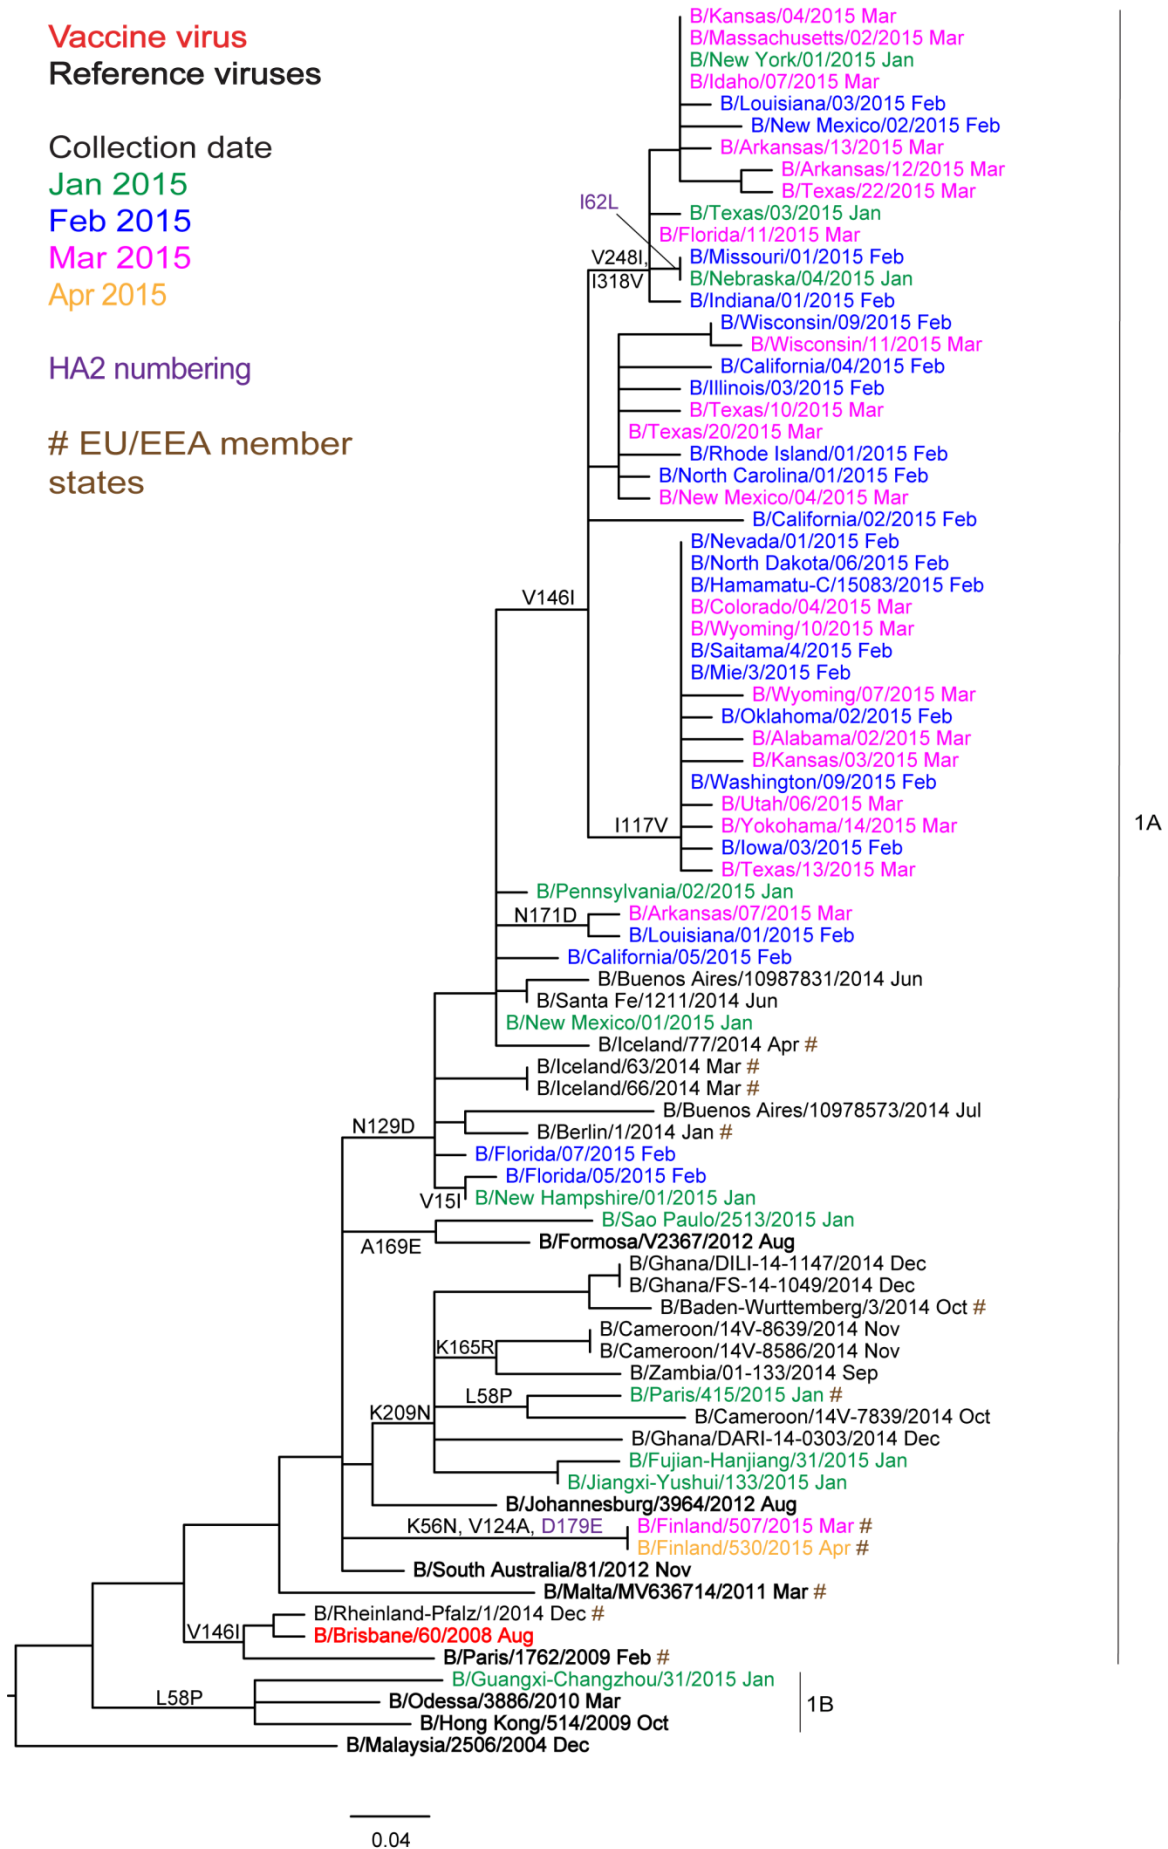 Vaccine virus
Reference viruses
Collection date
Jan 2015
Feb 2015
Mar 2015
Apr 2015
HA2 numbering
# EU/EEA member
states
B/Kansas/04/2015 Mar
B/Massachusetts/02/2015 Mar
B/New York/01/2015 Jan
B/Idaho/07/2015 Mar
B/Louisiana/03/2015 Feb
B/New Mexico/02/2015 Feb
B/Arkansas/13/2015 Mar
B/Arkansas/12/2015 Mar
B/Texas/22/2015 Mar
I62L
B/Texas/03/2015 Jan
B/Florida/11/2015 Mar
V248I,
I318V
B/Missouri/01/2015 Feb
B/Nebraska/04/2015 Jan
B/Indiana/01/2015 Feb
B/Wisconsin/09/2015 Feb
B/Wisconsin/11/2015 Mar
B/California/04/2015 Feb
B/Illinois/03/2015 Feb
B/Texas/10/2015 Mar
B/Texas/20/2015 Mar
B/Rhode Island/01/2015 Feb
B/North Carolina/01/2015 Feb
B/New Mexico/04/2015 Mar
B/California/02/2015 Feb
B/Nevada/01/2015 Feb
B/North Dakota/06/2015 Feb
B/Hamamatu-C/15083/2015 Feb
V146I
B/Colorado/04/2015 Mar
B/Wyoming/10/2015 Mar
B/Saitama/4/2015 Feb
B/Mie/3/2015 Feb
B/Wyoming/07/2015 Mar
B/Oklahoma/02/2015 Feb
B/Alabama/02/2015 Mar
B/Kansas/03/2015 Mar
B/Washington/09/2015 Feb
B/Utah/06/2015 Mar
I117V
B/Yokohama/14/2015 Mar
1A
B/Iowa/03/2015 Feb
B/Texas/13/2015 Mar
B/Pennsylvania/02/2015 Jan
N171D
B/Arkansas/07/2015 Mar
B/Louisiana/01/2015 Feb
B/California/05/2015 Feb
B/Buenos Aires/10987831/2014 Jun
B/Santa Fe/1211/2014 Jun
B/New Mexico/01/2015 Jan
B/Iceland/77/2014 Apr #
B/Iceland/63/2014 Mar #
B/Iceland/66/2014 Mar #
B/Buenos Aires/10978573/2014 Jul
N129D
B/Berlin/1/2014 Jan #
B/Florida/07/2015 Feb
B/Florida/05/2015 Feb
V15I
B/New Hampshire/01/2015 Jan
B/Sao Paulo/2513/2015 Jan
A169E
B/Formosa/V2367/2012 Aug
B/Ghana/DILI-14-1147/2014 Dec
B/Ghana/FS-14-1049/2014 Dec
B/Baden-Wurttemberg/3/2014 Oct #
B/Cameroon/14V-8639/2014 Nov
K165R
B/Cameroon/14V-8586/2014 Nov
B/Zambia/01-133/2014 Sep
L58P
B/Paris/415/2015 Jan #
K209N
B/Cameroon/14V-7839/2014 Oct
B/Ghana/DARI-14-0303/2014 Dec
B/Fujian-Hanjiang/31/2015 Jan
B/Jiangxi-Yushui/133/2015 Jan
B/Johannesburg/3964/2012 Aug
K56N, V124A, D179E
B/Finland/507/2015 Mar #
B/Finland/530/2015 Apr #
B/South Australia/81/2012 Nov
B/Malta/MV636714/2011 Mar #
B/Rheinland-Pfalz/1/2014 Dec #
V146I
B/Brisbane/60/2008 Aug
B/Paris/1762/2009 Feb #
B/Guangxi-Changzhou/31/2015 Jan
L58P
B/Odessa/3886/2010 Mar
1B
B/Hong Kong/514/2009 Oct
B/Malaysia/2506/2004 Dec
0.04